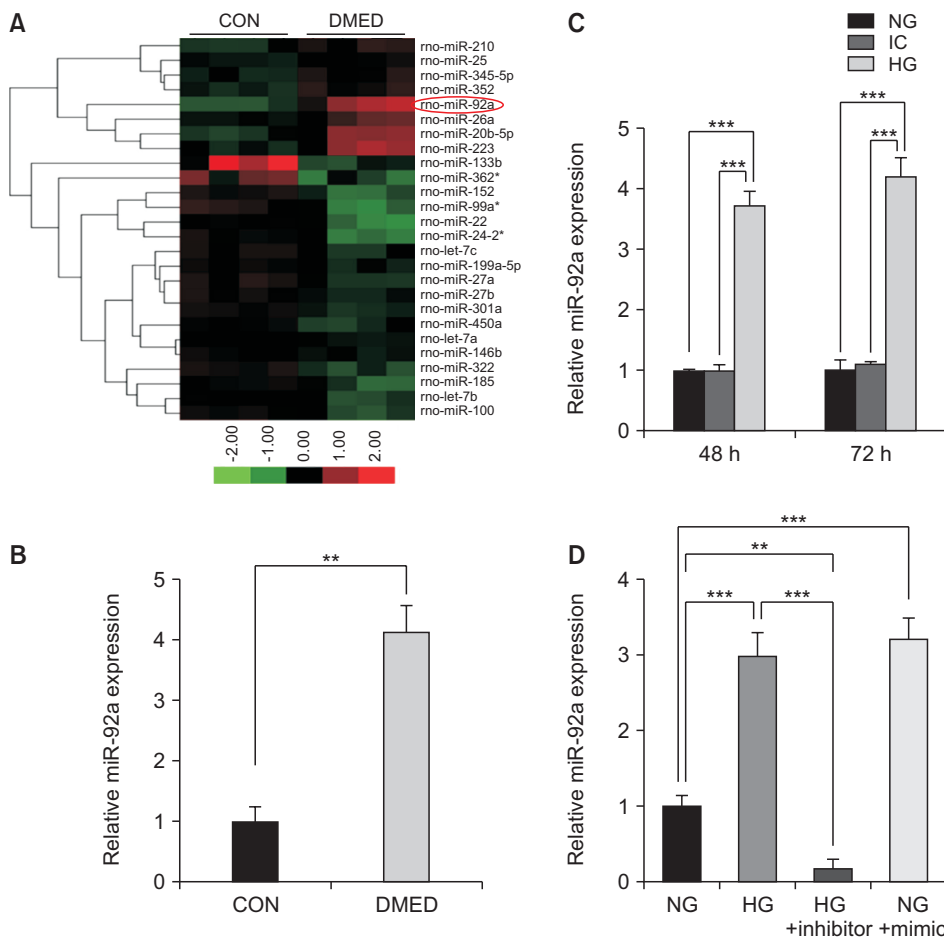 A
CON DMED
rno-miR-210
rno-miR-25
rno-miR-345-5p
rno-miR-352
rno-miR-92a
rno-miR-26a
rno-miR-20b-5p
rno-miR-223
rno-miR-133b
rno-miR-362*
rno-miR-152
rno-miR-99a*
rno-miR-22
rno-miR-24-2*
rno-let-7c
rno-miR-199a-5p
rno-miR-27a
rno-miR-27b
rno-miR-301a
rno-miR-450a
rno-let-7a
rno-miR-146b
rno-miR-322
rno-miR-185
rno-let-7b
rno-miR-100
-2.00 -1.00 0.00 1.00 2.00
B
Relative miR-92a expression
5
4
3
2
1
0
**
CON DMED
C
NG
IC
HG
Relative miR-92a expression
5
4
3
2
1
0
***
***
***
***
48 h 72 h
D
Relative miR-92a expression
4
3
2
1
0
***
**
*** ***
NG HG HG NG
+inhibitor +mimic